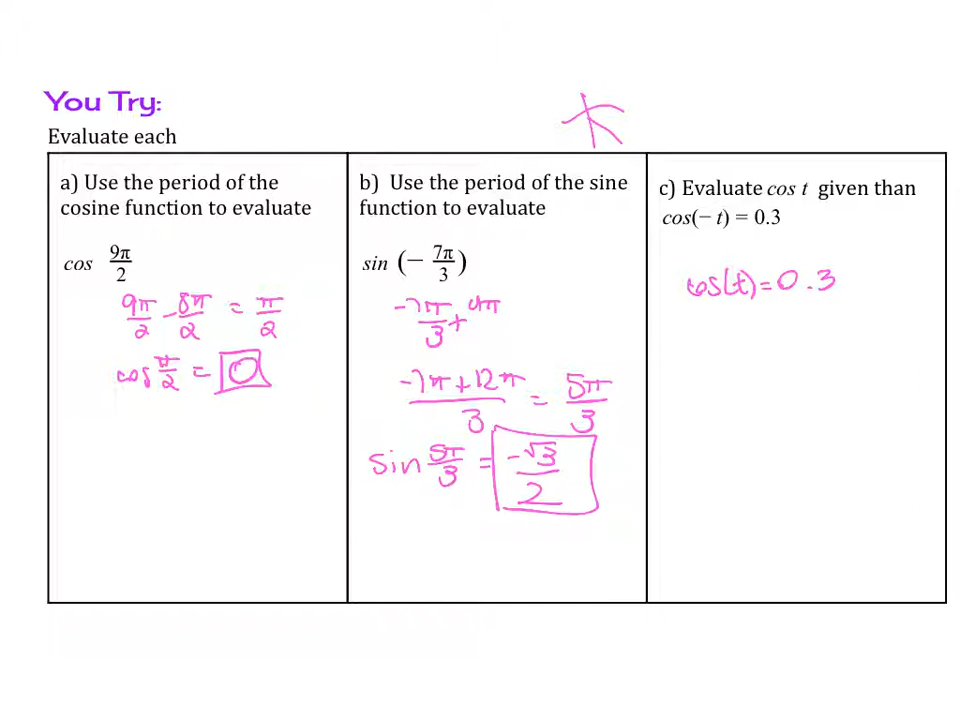 You Try:
Evaluate each
a) Use the period of the
cosine function to evaluate
cos 9π/2
9π/2 - 8π/2 = π/2
cos π/2 = 0
b) Use the period of the sine
function to evaluate
sin (− 7π/3)
-7π/3 + 4π
-7π+12π/3 = 5π/3
sin 5π/3 = -√3/2
c) Evaluate cos t given than
cos(− t) = 0.3
cos(t)=0.3